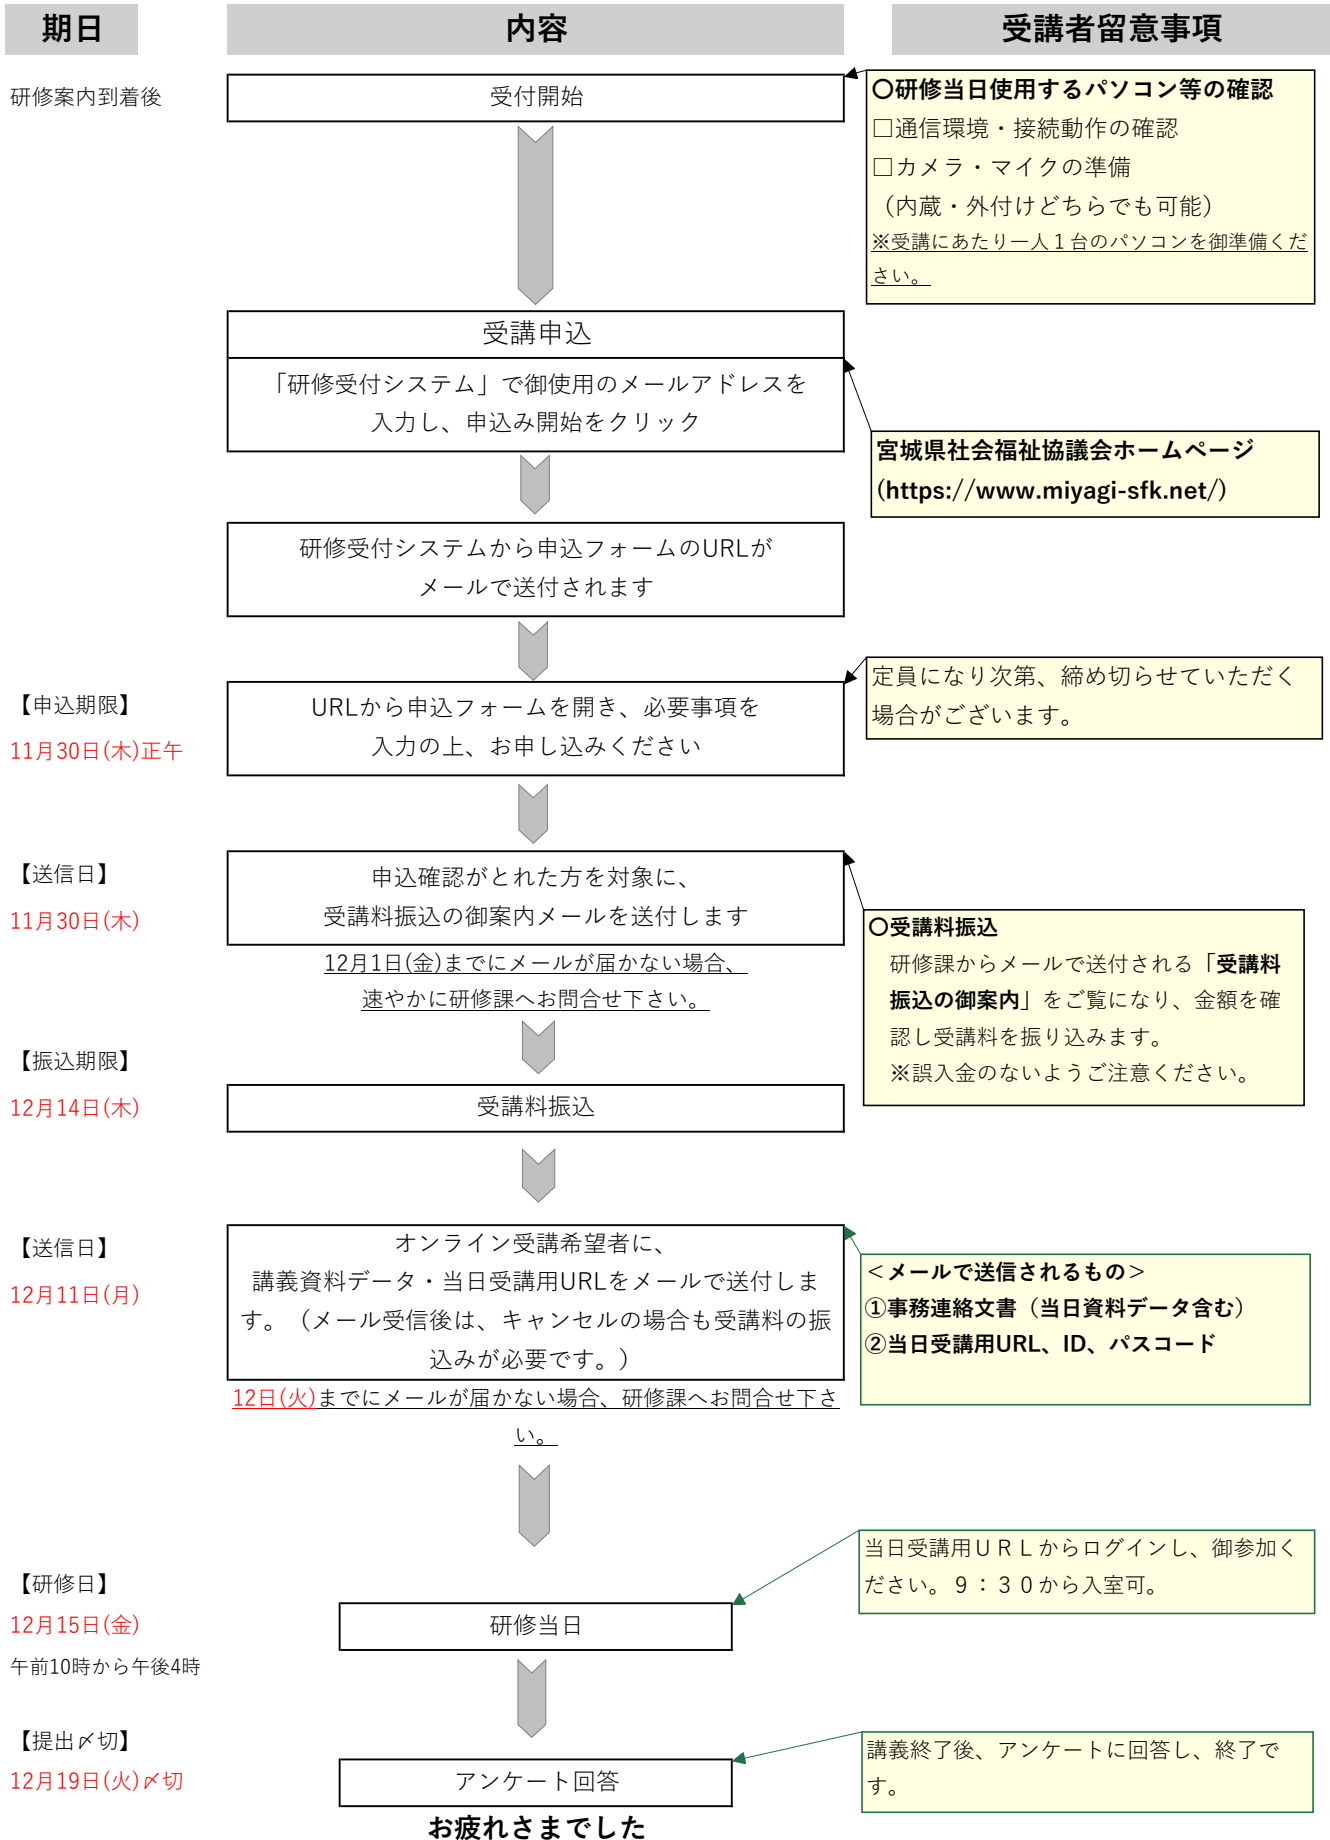 期日
内容
受講者留意事項
研修案内到着後
受付開始
〇研修当日使用するパソコン等の確認
□通信環境・接続動作の確認
□カメラ・マイクの準備
（内蔵・外付けどちらでも可能）
※受講にあたり一人１台のパソコンを御準備くだ
さい。
受講申込
「研修受付システム」で御使用のメールアドレスを
入力し、申込み開始をクリック
宮城県社会福祉協議会ホームページ
(https://www.miyagi-sfk.net/)
研修受付システムから申込フォームのURLが
メールで送付されます
【申込期限】
11月30日(木)正午
URLから申込フォームを開き、必要事項を
入力の上、お申し込みください
定員になり次第、締め切らせていただく
場合がございます。
【送信日】
11月30日(木)
申込確認がとれた方を対象に、
受講料振込の御案内メールを送付します
12月1日(金)までにメールが届かない場合、
速やかに研修課へお問合せ下さい。
〇受講料振込
研修課からメールで送付される「受講料
振込の御案内」をご覧になり、金額を確
認し受講料を振り込みます。
※誤入金のないようご注意ください。
【振込期限】
12月14日(木)
受講料振込
【送信日】
12月11日(月)
オンライン受講希望者に、
講義資料データ・当日受講用URLをメールで送付しま
す。（メール受信後は、キャンセルの場合も受講料の振
込みが必要です。）
12日(火)までにメールが届かない場合、研修課へお問合せ下さ
い。
＜メールで送信されるもの＞
①事務連絡文書（当日資料データ含む）
②当日受講用URL、ID、パスコード
【研修日】
12月15日(金)
午前10時から午後4時
研修当日
当日受講用ＵＲＬからログインし、御参加く
ださい。９：３０から入室可。
【提出〆切】
12月19日(火)〆切
アンケート回答
講義終了後、アンケートに回答し、終了で
す。
お疲れさまでした